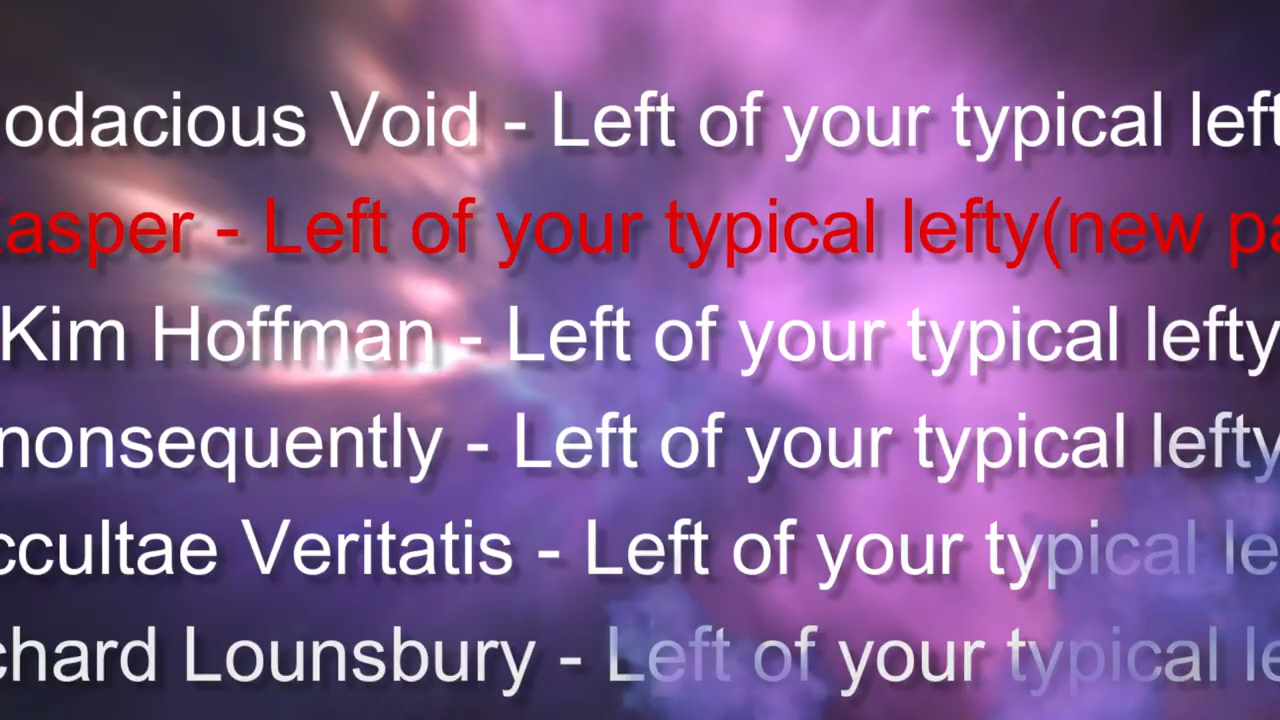 odacious Void - Left of your typical left
asper - Left of your typical lefty(new pa
Kim Hoffman - Left of your typical lefty
nonsequently - Left of your typical lefty
ccultae Veritatis - Left of your typical le
chard Lounsbury - Left of your typical le